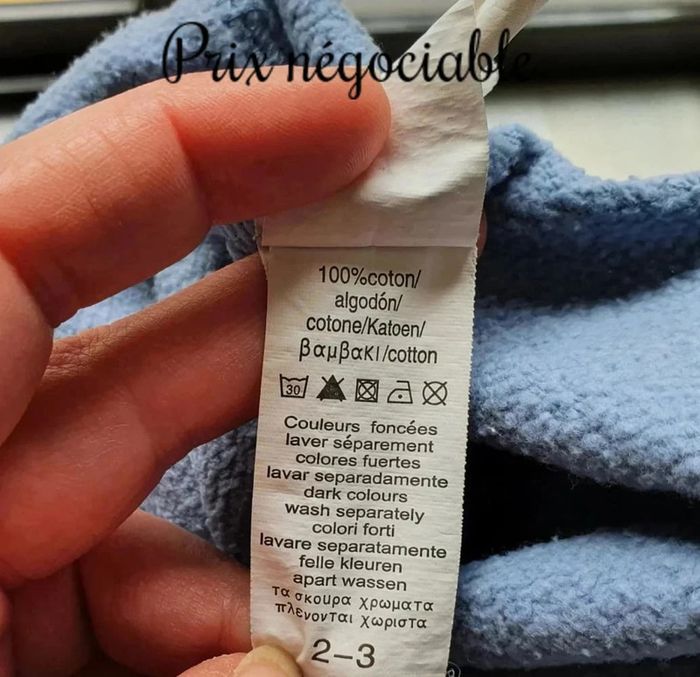 Prix négociable
100%coton/
algodón/
cotone/Katoen/
βαμβακι/cotton
30
Couleurs foncées
laver séparement
colores fuertes
lavar separadamente
dark colours
wash separately
colori forti
lavare separatamente
felle kleuren
apart wassen
τα σκουρα χρωματα
πλενονται χωριστα
2-3